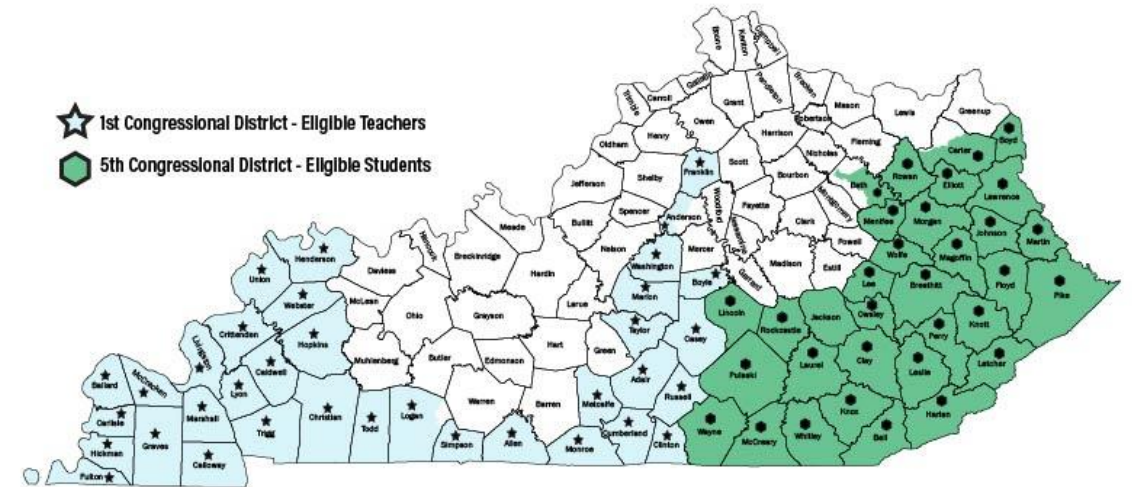 1st Congressional District - Eligible Teachers
5th Congressional District - Eligible Students
Boone
Kenton
Campbell
Gallatin
Pendleton
Bracken
Trimble
Carroll
Grant
Owen
Mason
Lewis
Greenup
Robertson
Henry
Harrison
Fleming
Boyd
Oldham
Nicholas
Carter
Franklin
Scott
Rowan
Shelby
Bourbon
Elliott
Jefferson
Bath
Montgomery
Lawrence
Woodford
Fayette
Spencer
Anderson
Menifee
Morgan
Bullitt
Clark
Meade
Johnson
Martin
Hancock
Nelson
Mercer
Powell
Wolfe
Magoffin
Henderson
Breckinridge
Washington
Madison
Estill
Union
Daviess
Hardin
Boyle
Garrard
Lee
Breathitt
Floyd
Pike
Webster
McLean
Marion
Larue
Lincoln
Jackson
Owsley
Knott
Ohio
Grayson
Rockcastle
Perry
Crittenden
Hopkins
Taylor
Casey
Livingston
Hart
Green
Clay
Letcher
Muhlenberg
Butler
Edmonson
Pulaski
Laurel
Leslie
Caldwell
Adair
Ballard
McCracken
Lyon
Metcalfe
Russell
Harlan
Warren
Barren
Knox
Carlisle
Marshall
Christian
Todd
Logan
Wayne
Trigg
Cumberland
Clinton
McCreary
Whitley
Bell
Graves
Simpson
Allen
Monroe
Hickman
Calloway
Fulton